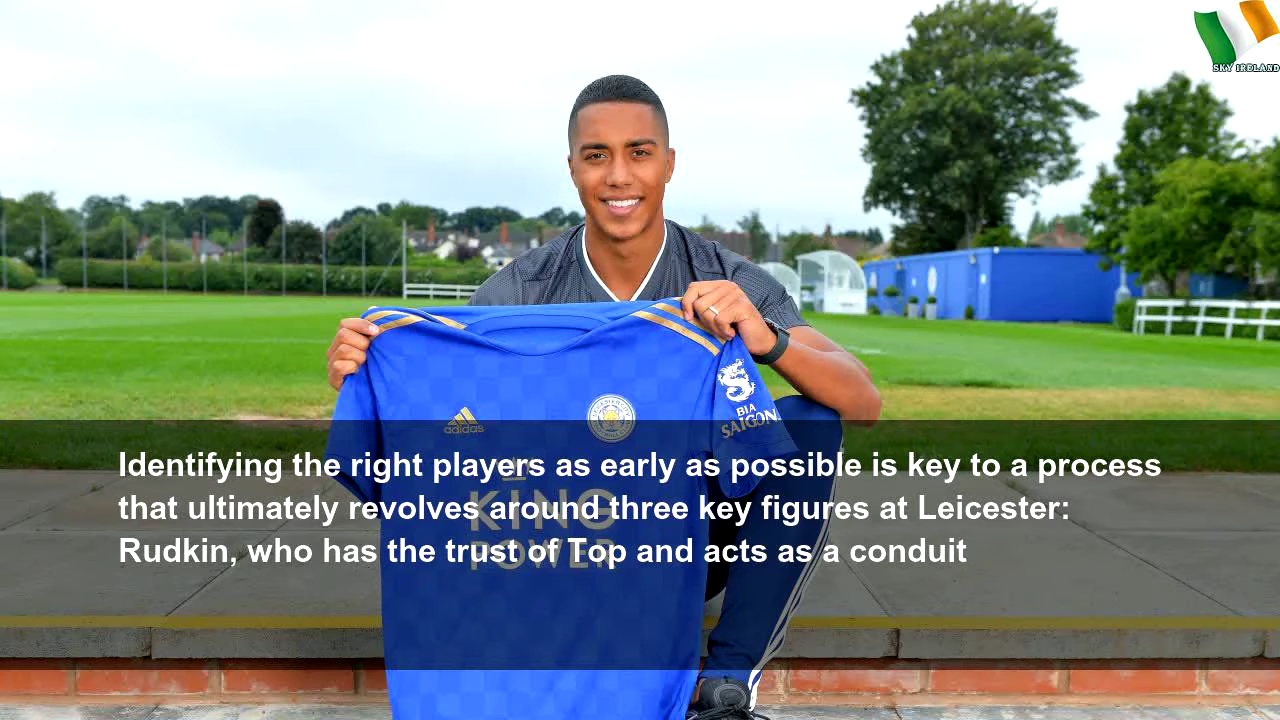 SKY IRELAND
adidas
LEICESTER CITY
BIA
SAIGON
Identifying the right players as early as possible is key to a process
that ultimately revolves around three key figures at Leicester:
Rudkin, who has the trust of Top and acts as a conduit
KING
POWER